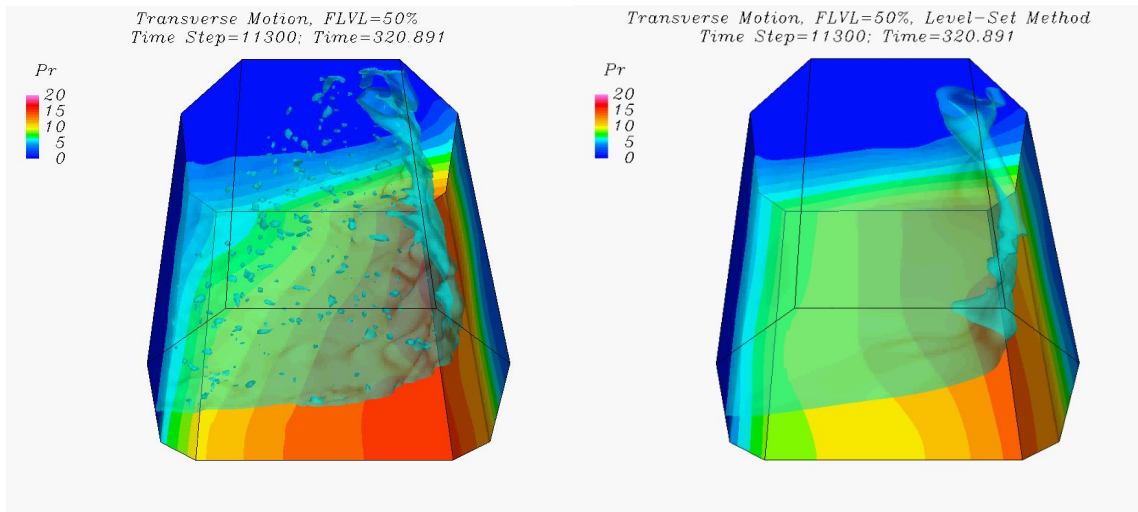 Transverse Motion, FLVL=50%
Time Step=11300; Time=320.891
Pr
20
15
10
5
0
Transverse Motion, FLVL=50%, Level-Set Method
Time Step=11300; Time=320.891
Pr
20
15
10
5
0